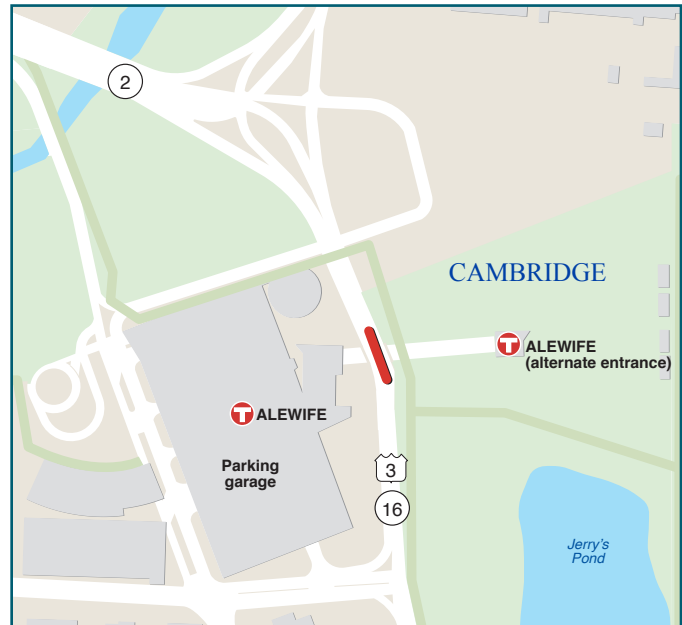 2
CAMBRIDGE
T
ALEWIFE
(alternate entrance)
T
ALEWIFE
Parking
garage
3
16
Jerry's
Pond